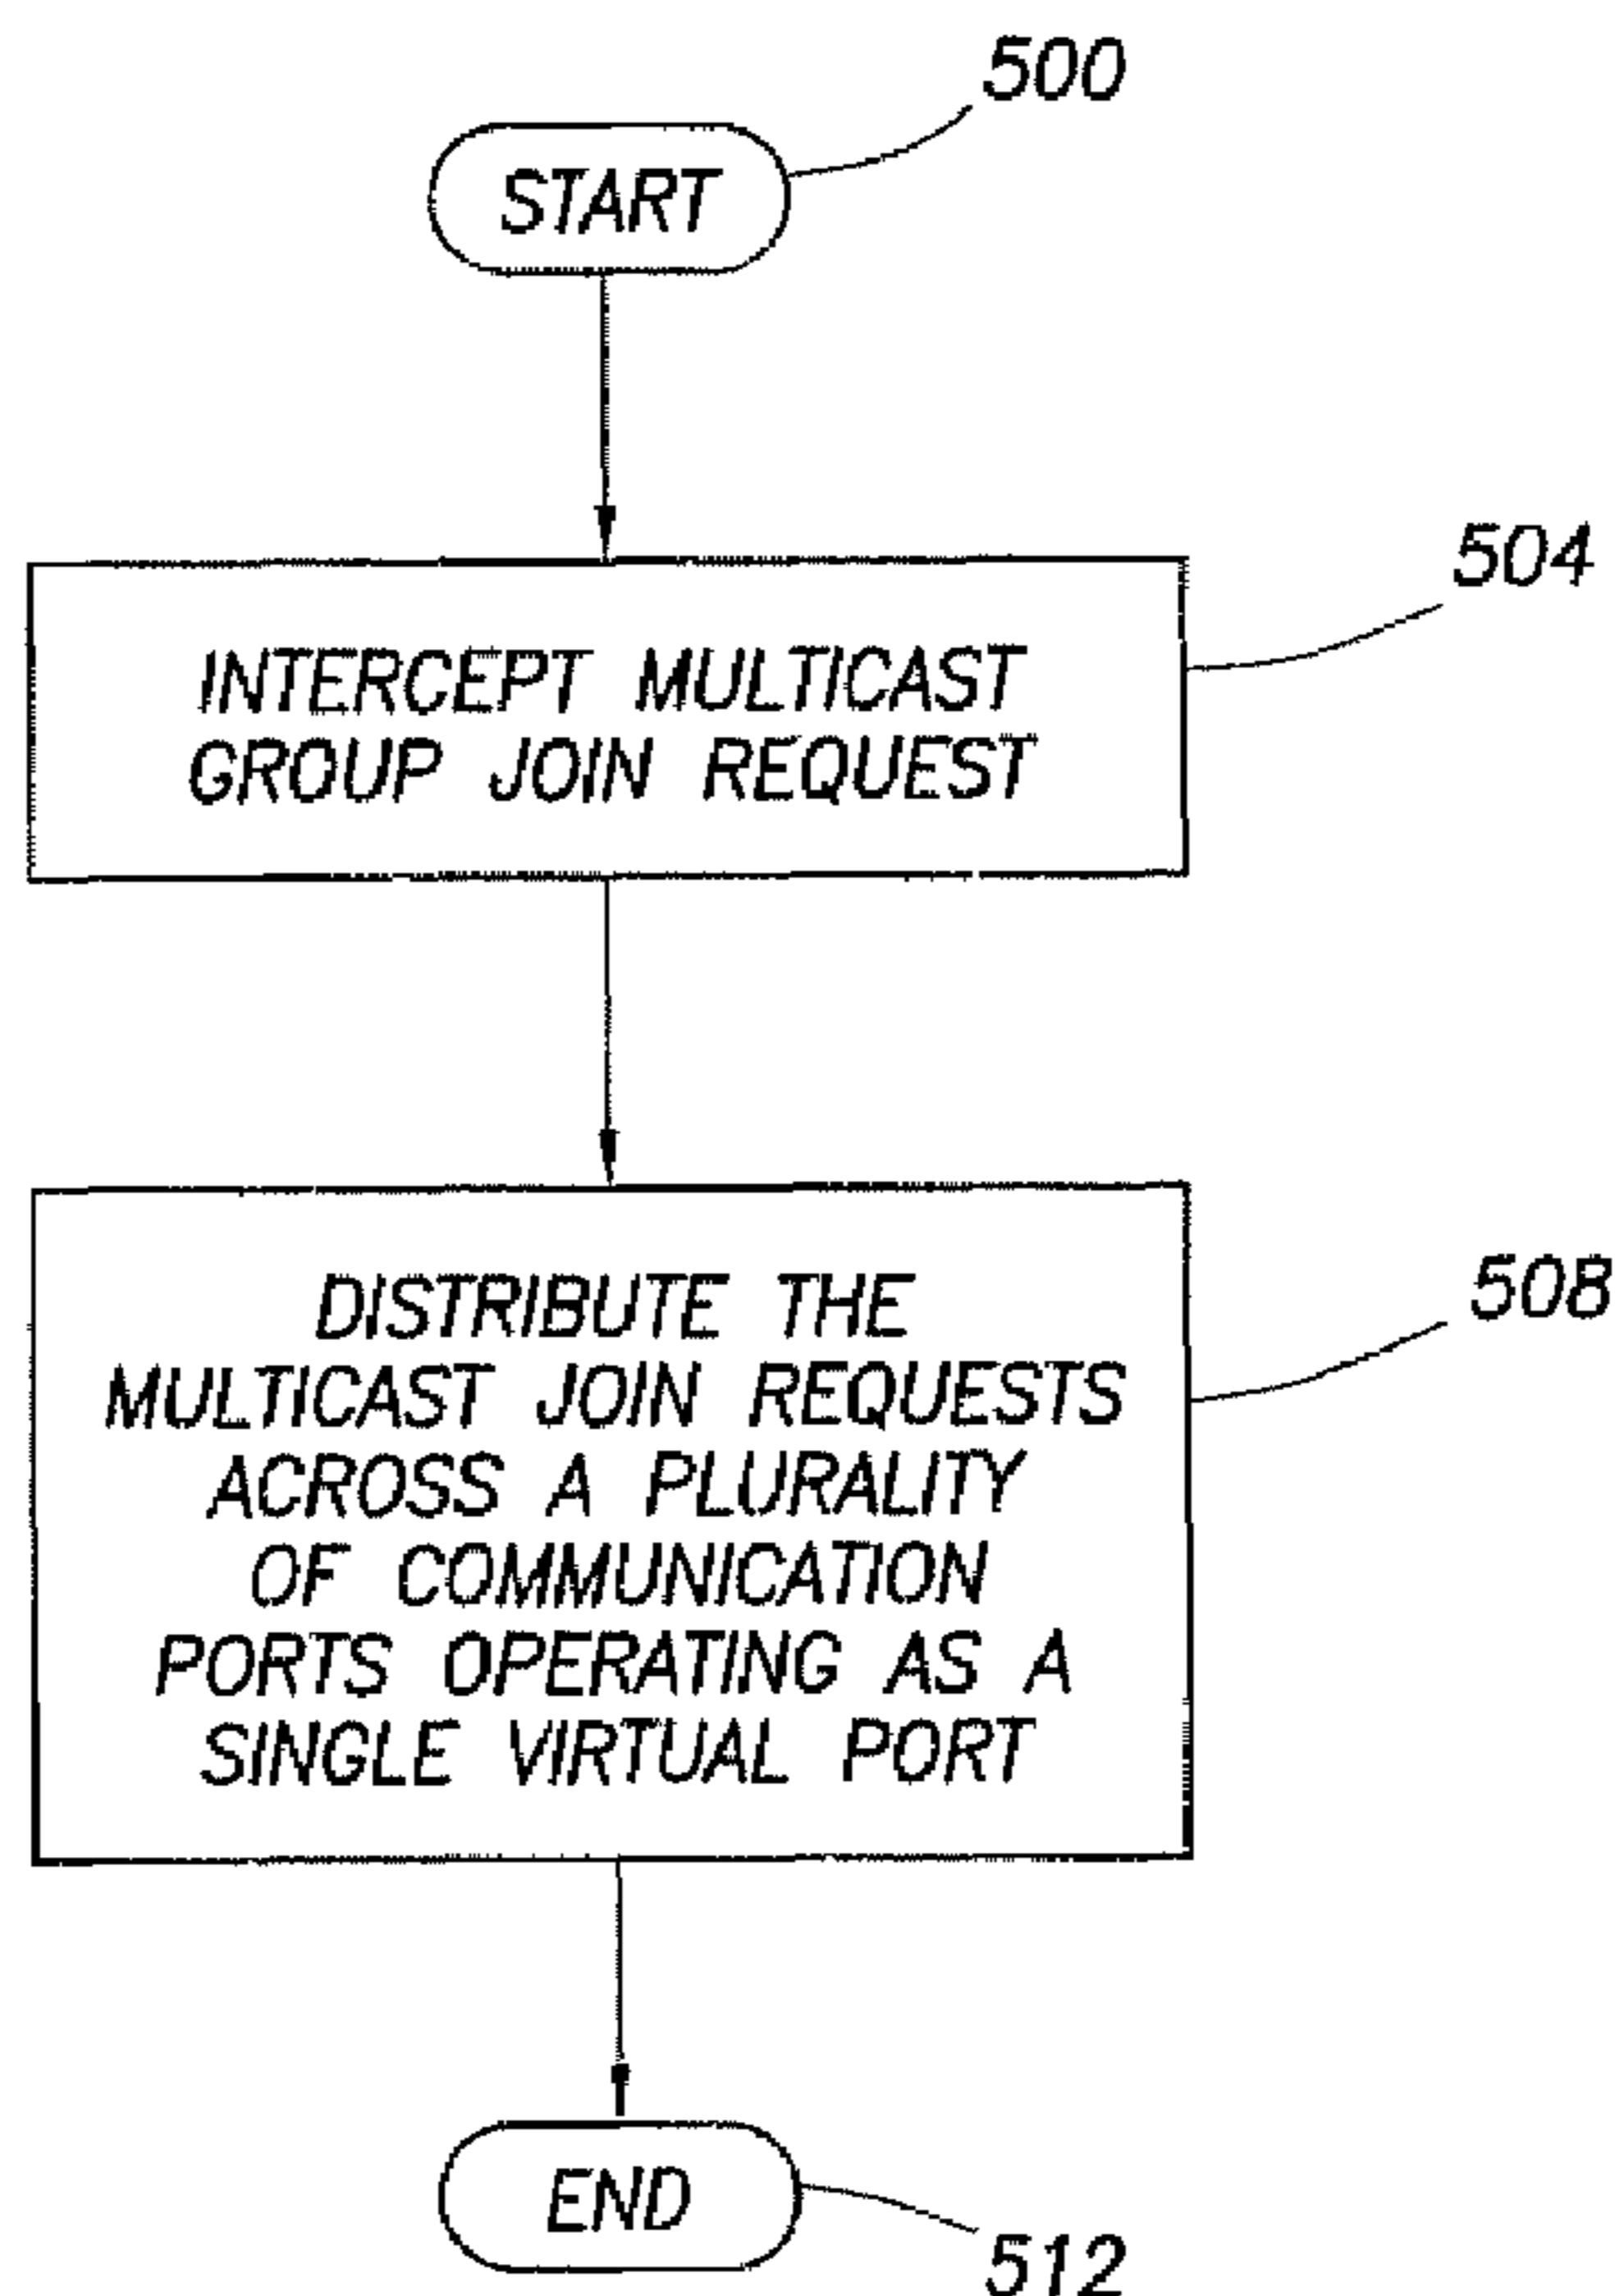 500
START
504
INTERCEPT MULTICAST
GROUP JOIN REQUEST
508
DISTRIBUTE THE
MULTICAST JOIN REQUESTS
ACROSS A PLURALITY
OF COMMUNICATION
PORTS OPERATING AS A
SINGLE VIRTUAL PORT
END
512